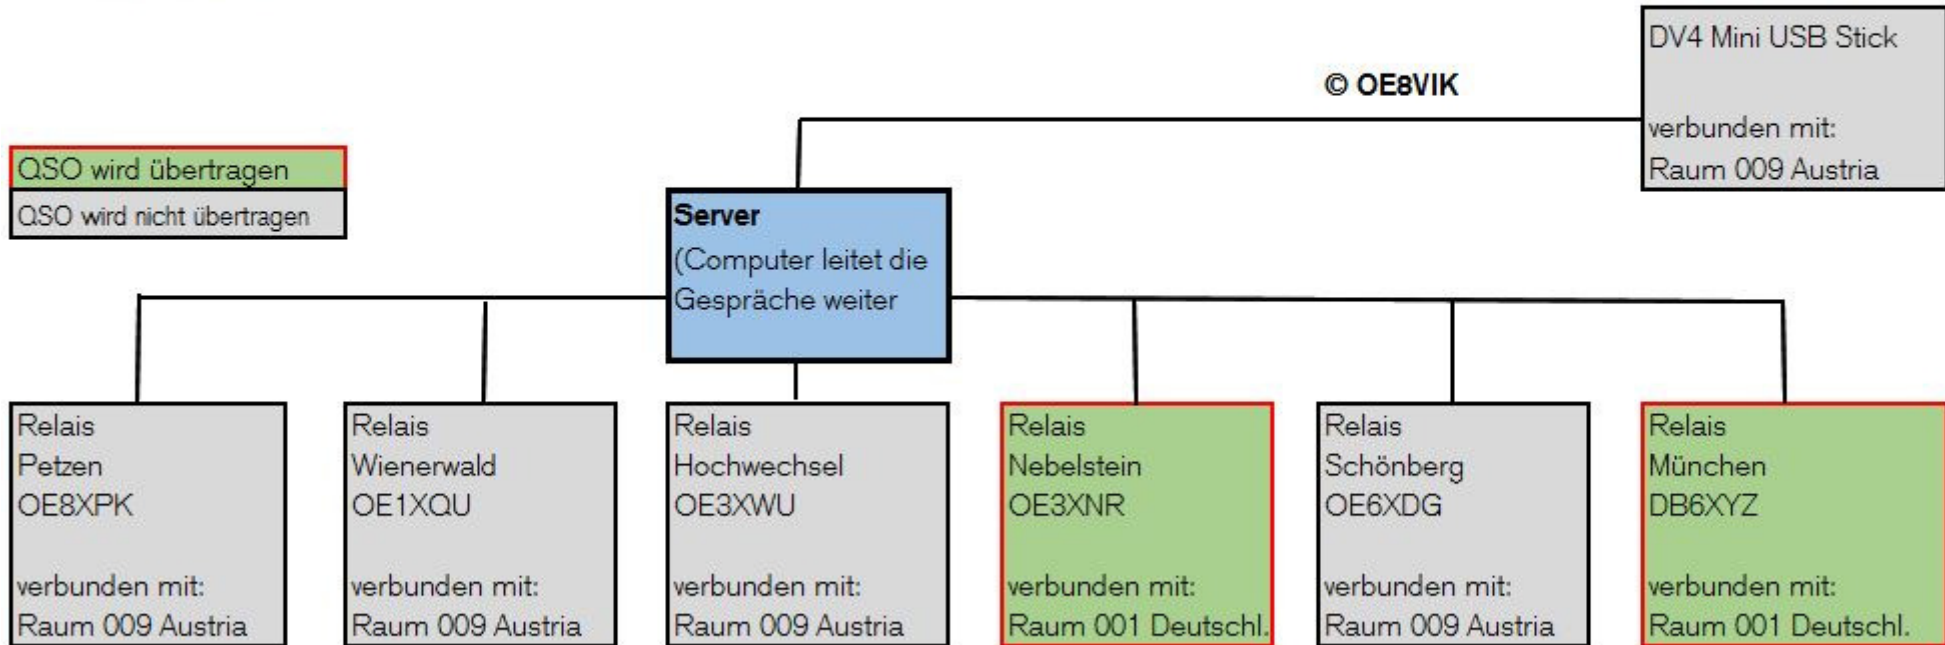 DV4 Mini USB Stick
verbunden mit:
Raum 009 Austria
© OE8VIK
QSO wird übertragen
QSO wird nicht übertragen
Server
(Computer leitet die
Gespräche weiter
Relais
Petzen
OE8XPK
verbunden mit:
Raum 009 Austria
Relais
Wienerwald
OE1XQU
verbunden mit:
Raum 009 Austria
Relais
Hochwechsel
OE3XWU
verbunden mit:
Raum 009 Austria
Relais
Nebelstein
OE3XNR
verbunden mit:
Raum 001 Deutschl.
Relais
Schönberg
OE6XDG
verbunden mit:
Raum 009 Austria
Relais
München
DB6XYZ
verbunden mit:
Raum 001 Deutschl.